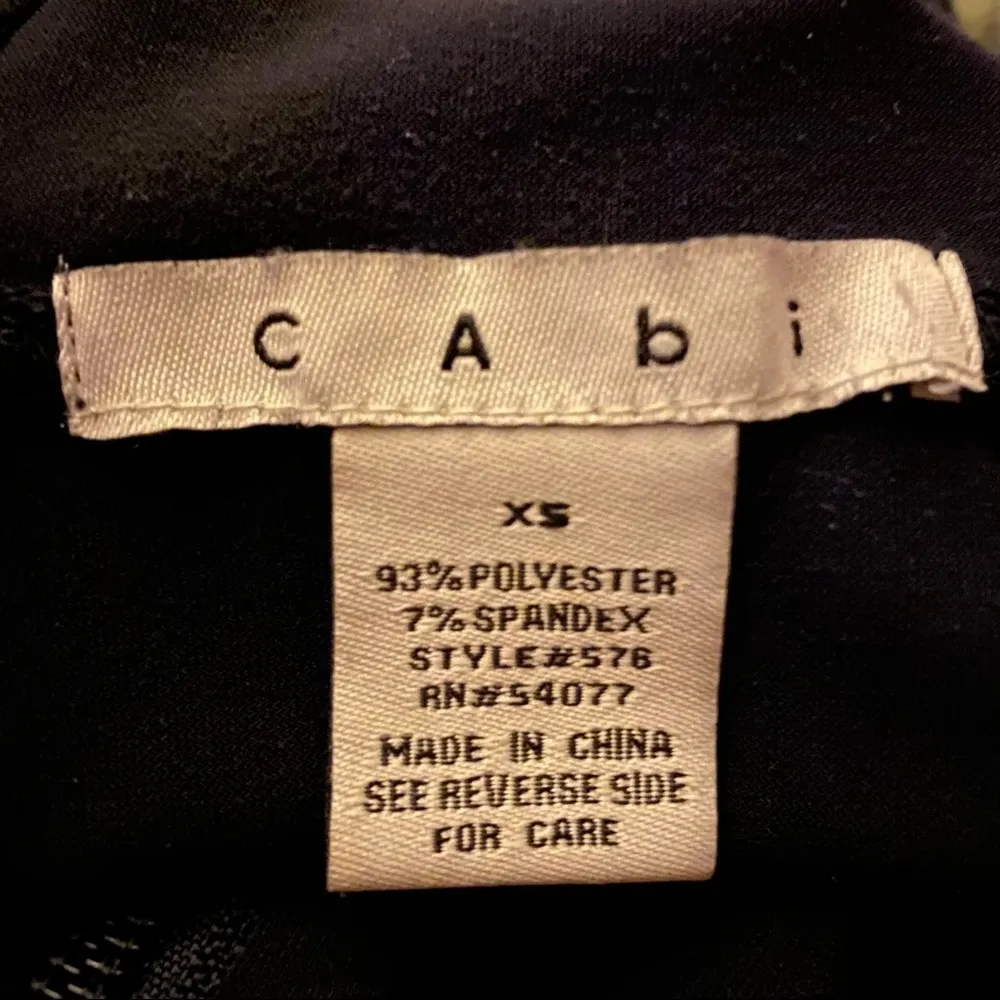 CAbi
XS
93% POLYESTER
7% SPANDEX
STYLE#576
RN#54077
MADE IN CHINA
SEE REVERSE SIDE
FOR CARE